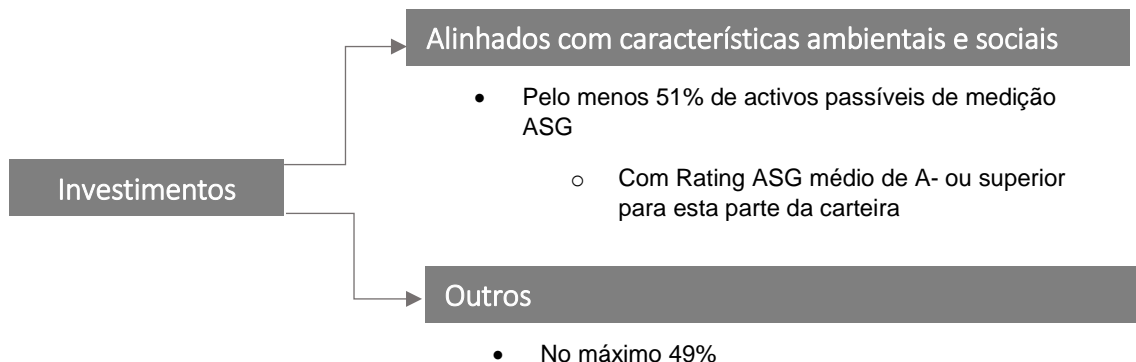 Alinhados com características ambientais e sociais
• Pelo menos 51% de activos passíveis de medição
ASG
Investimentos
o Com Rating ASG médio de A- ou superior
para esta parte da carteira
Outros
• No máximo 49%